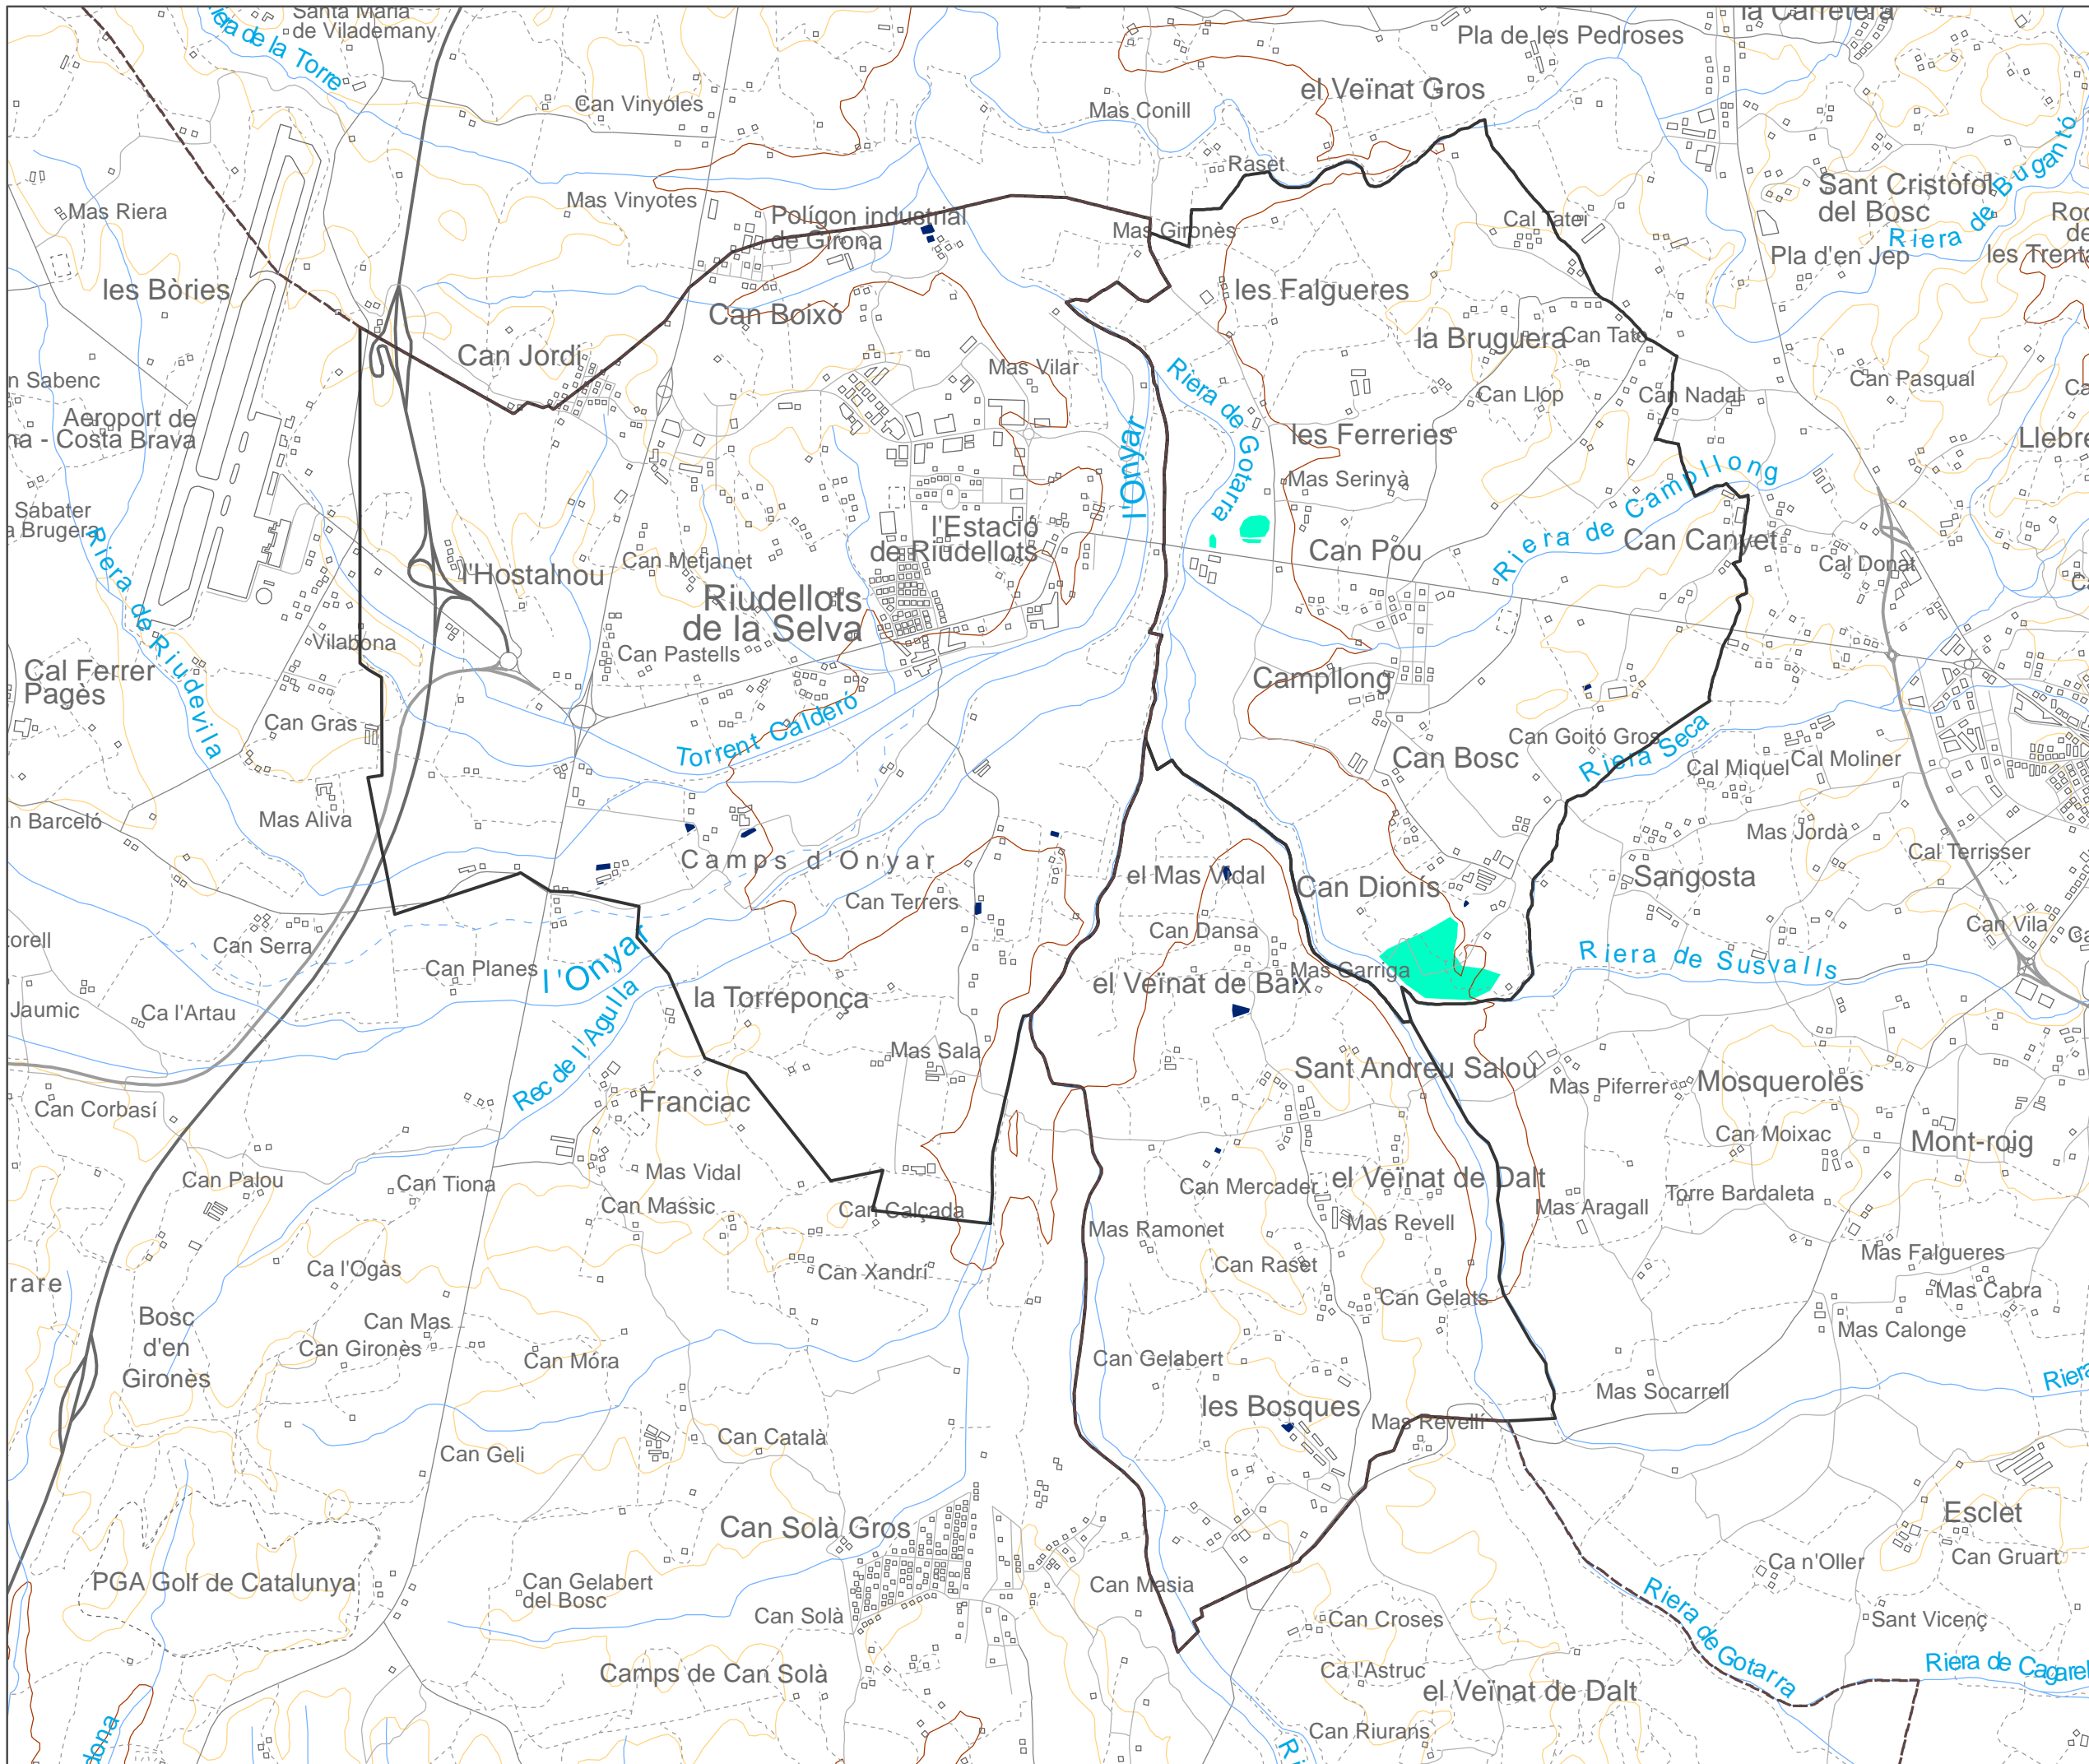 Santa Maria
de Vilademany
la Carretera
Pla de les Pedroses
Riera de la Torre
el Veïnat Gros
Can Vinyoles
Mas Conill
Raset
Riera de Bugantó
Sant Cristòfol
del Bosc
Mas Riera
Mas Vinyotes
Polígon industrial
de Girona
Mas Gironès
Cal Tatei
Pla d'en Jep
les Trenta
les Bòries
Can Boixó
les Falgueres
la Bruguera
Can Tato
Can Jordi
Mas Vilar
Riera de Gotarra
Can Llop
Can Nadal
Can Pasqual
n Sabenc
Aeroport de
na - Costa Brava
l'Onyar
les Ferreries
Mas Serinyà
Riera de Campllong
Llebre
Sabater
a Brugera
l'Estació
de Riudellots
Can Pou
Can Canyet
Cal Donat
Riera de Riudevila
l'Hostalnou
Can Metjanet
Riudellots
de la Selva
Vilabona
Can Pastells
Cal Ferrer
Pagès
Campllong
Can Gras
Torrent Calderó
Can Bosc
Can Goitó Gros
Riera Seca
Cal Miquel
Cal Moliner
n Barceló
Mas Aliva
Mas Jordà
Camps d'Onyar
el Mas Vidal
Can Dionís
Sangosta
Cal Terrisser
Can Terrers
Can Dansa
Can Vila
orell
Can Serra
Can Planes
l'Onyar
el Veïnat de Baix
Mas Garriga
Riera de Susvalls
Jaumic
Ca l'Artau
Rec de l'Agulla
la Torreponça
Mas Sala
Sant Andreu Salou
Mas Piferrer
Mosqueroles
Can Corbasí
Franciac
Can Moixac
Mont-roig
Can Palou
Can Tiona
Mas Vidal
Can Massic
Can Calçada
Can Mercader
el Veïnat de Dalt
Mas Aragall
Torre Bardaleta
Mas Ramonet
Mas Revell
Mas Falgueres
Ca l'Ogàs
Can Xandrí
Can Raset
Can Gelats
Mas Cabra
rare
Bosc
d'en
Gironès
Can Mas
Can Gironès
Can Móra
Can Gelabert
Mas Calonge
Mas Socarrell
Riera
les Bosques
Mas Revellí
Can Geli
Can Català
Can Solà Gros
Esclet
Ca n'Oller
Can Gruart
PGA Golf de Catalunya
Can Gelabert
del Bosc
Can Solà
Can Masia
Can Croses
Riera de Gotarra
Sant Vicenç
Camps de Can Solà
Ca l'Astruc
el Veïnat de Dalt
Riera de Cagarel
Can Riurans
dona
Ri